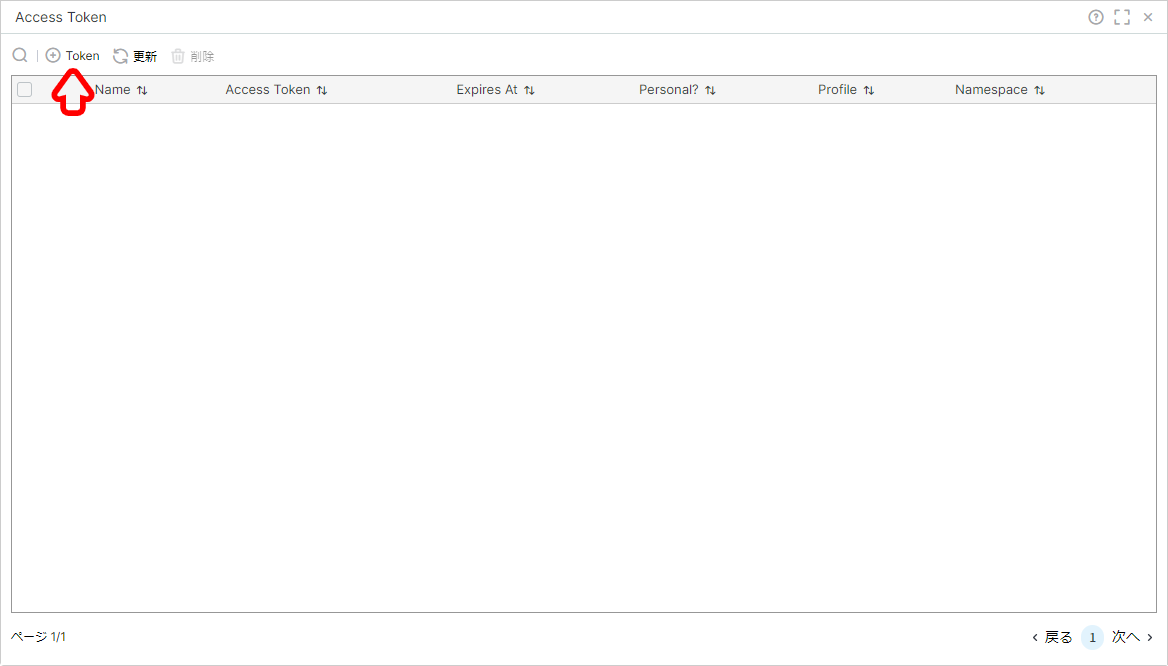 Access Token
Token 更新 削除
Name Access Token Expires At Personal? Profile Namespace
ページ 1/1
戻る 1 次へ